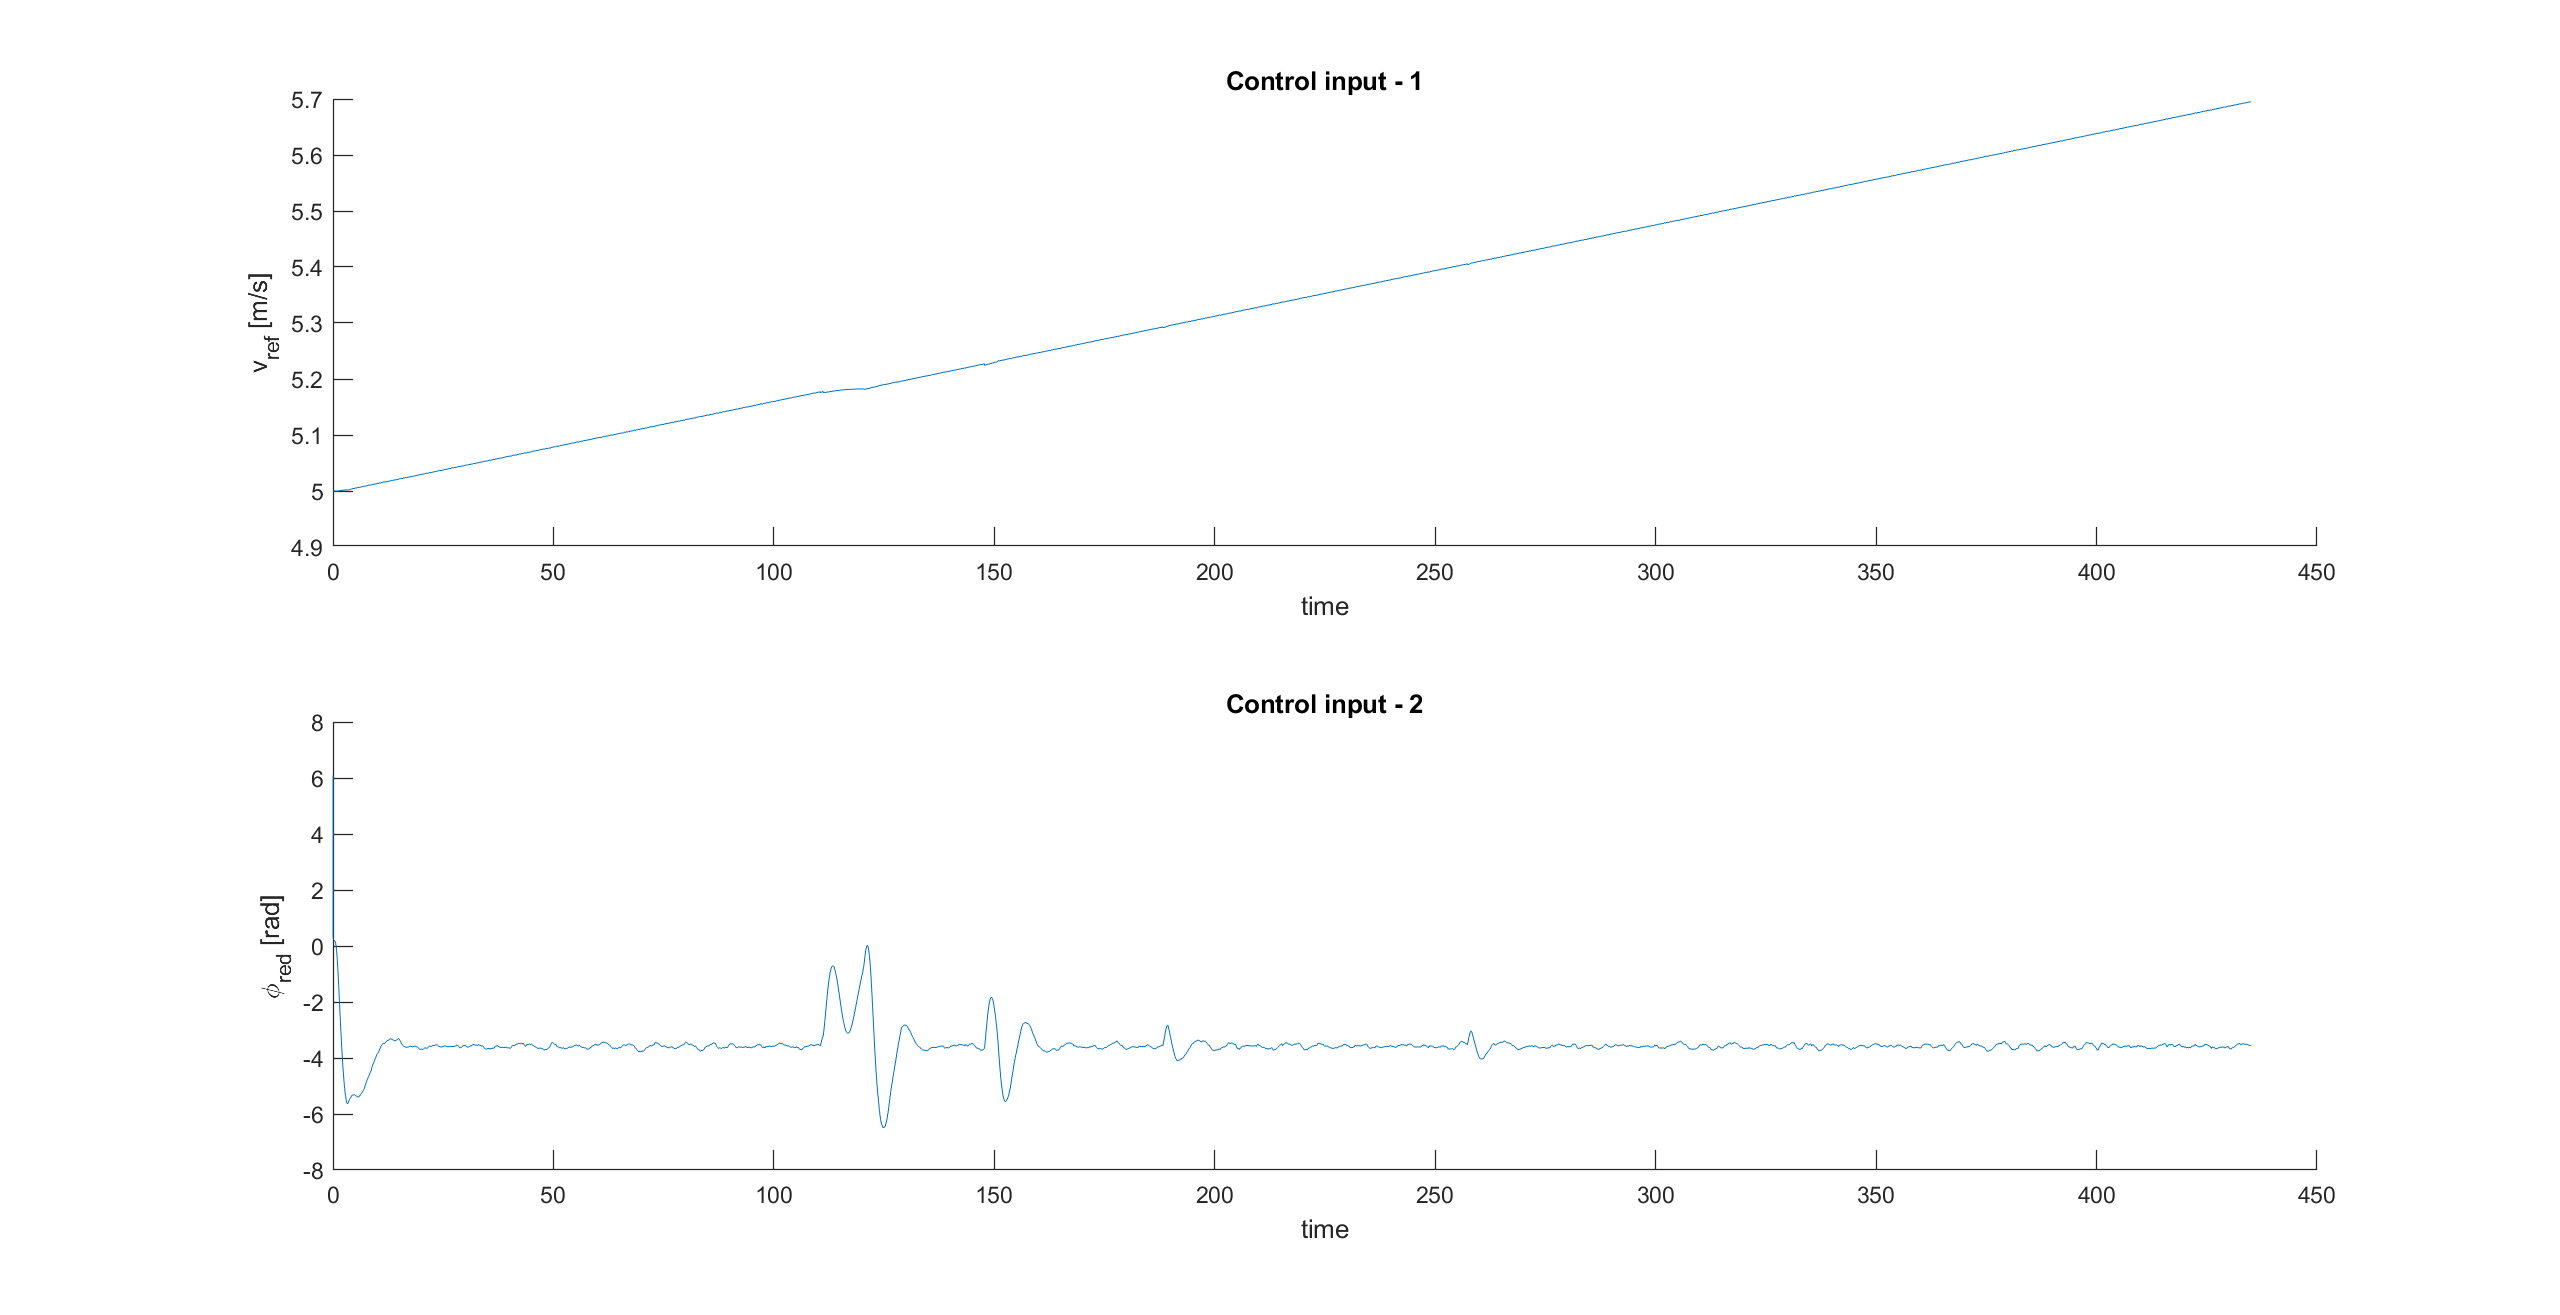 Control input - 1
5.7
5.6
5.5
5.4
5.3
5.2
5.1
5
4.9
v_ref [m/s]
0 50 100 150 200 250 300 350 400 450
time
Control input - 2
8
6
4
2
0
-2
-4
-6
-8
ϕ_red [rad]
0 50 100 150 200 250 300 350 400 450
time